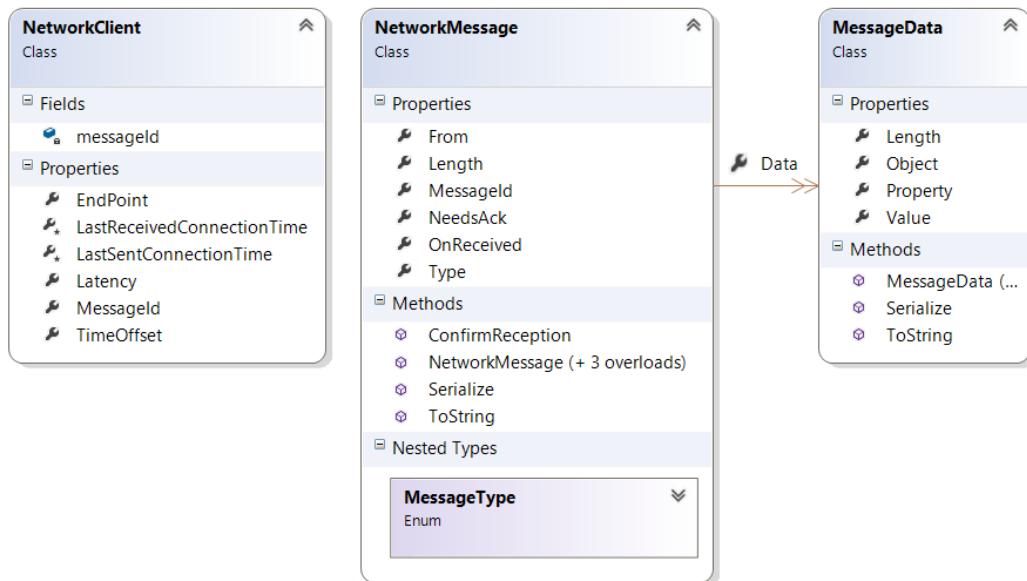 NetworkClient
Class
Fields
messageId
Properties
EndPoint
LastReceivedConnectionTime
LastSentConnectionTime
Latency
MessageId
TimeOffset
NetworkMessage
Class
Properties
From
Length
MessageId
NeedsAck
OnReceived
Type
Methods
ConfirmReception
NetworkMessage (+ 3 overloads)
Serialize
ToString
Nested Types
MessageType
Enum
Data
MessageData
Class
Properties
Length
Object
Property
Value
Methods
MessageData (...
Serialize
ToString